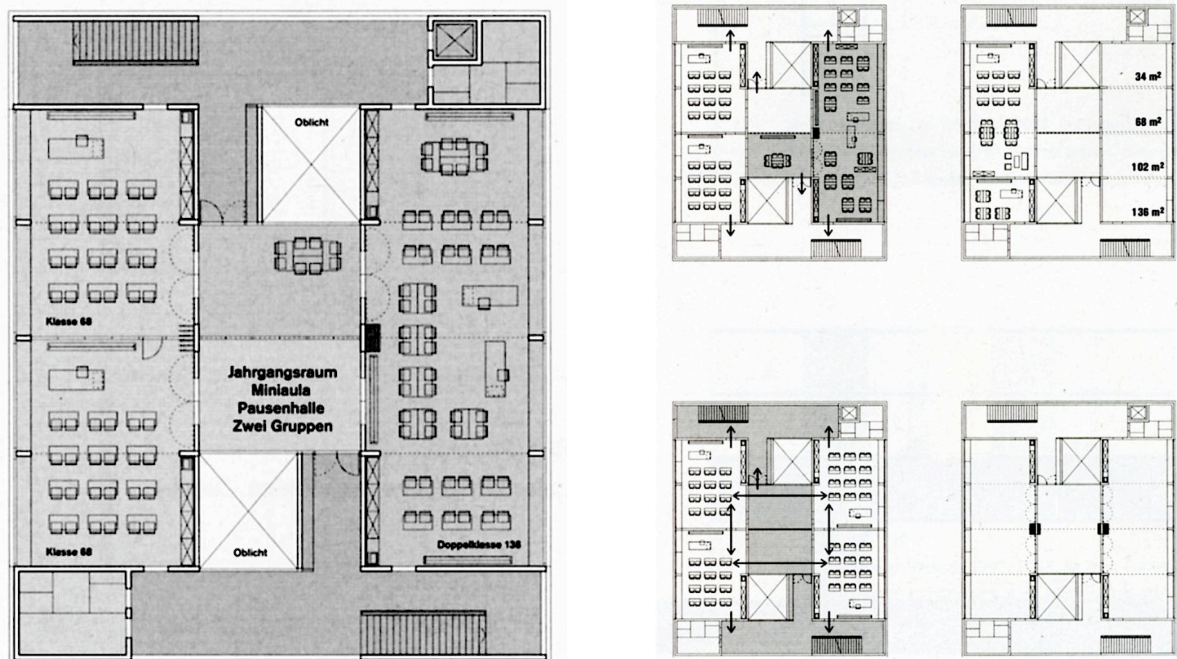 Oblicht
Klasse 68
Jahrgangsraum
Miniaula
Pausenhalle
Zwei Gruppen
Klasse 68
Oblicht
Doppelklasse 136
34 m²
68 m²
102 m²
136 m²